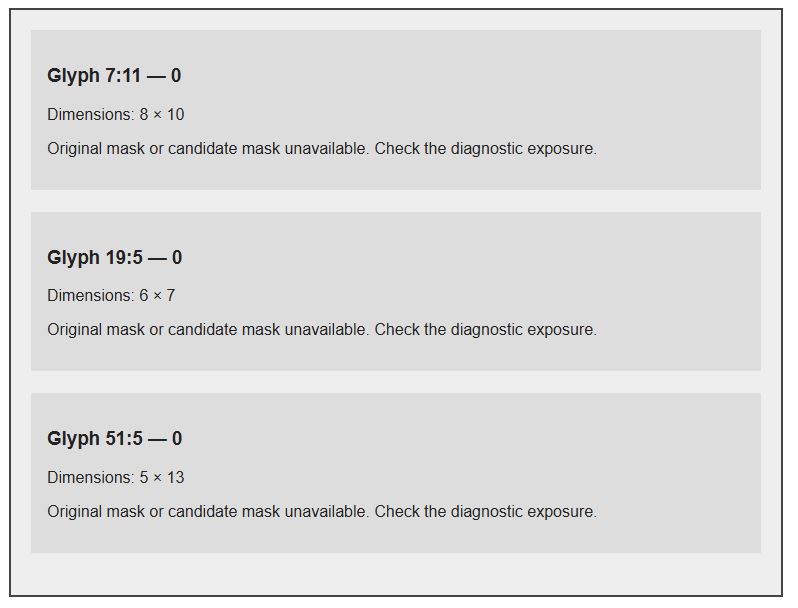 Glyph 7:11 — 0
Dimensions: 8 × 10
Original mask or candidate mask unavailable. Check the diagnostic exposure.
Glyph 19:5 — 0
Dimensions: 6 × 7
Original mask or candidate mask unavailable. Check the diagnostic exposure.
Glyph 51:5 — 0
Dimensions: 5 × 13
Original mask or candidate mask unavailable. Check the diagnostic exposure.